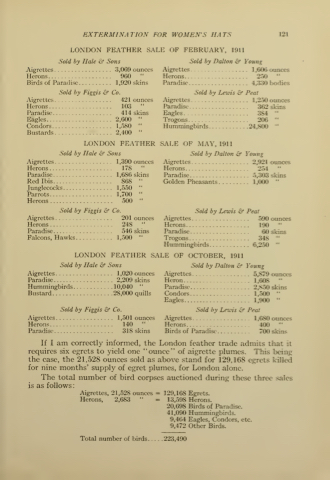 EXTERMINATION FOR WOMEN'S HATS 121
LONDON FEATHER SALE OF FEBRUARY, 1911
Sold by Hale & Sons
Aigrettes 3,069 ounces
Herons 960 "
Birds of Paradise 1,920 skins
Sold by Dalton & Young
Aigrettes 1,606 ounces
Herons 250 "
Paradise 4,330 bodies
Sold by Figgis & Co.
Aigrettes 421 ounces
Herons 103 "
Paradise 414 skins
Eagles 2,600 "
Condors 1,580 "
Bustards 2,400 "
Sold by Lewis & Peat
Aigrettes 1,250 ounces
Paradise 362 skins
Eagles 384 "
Trogons 206 "
Hummingbirds 24,800 "
LONDON FEATHER SALE OF MAY, 1911
Sold by Hale & Sons
Aigrettes 1,390 ounces
Herons 178 "
Paradise 1,686 skins
Red Ibis 868 "
Junglecocks 1,550 "
Parrots 1,700 "
Herons 500 "
Sold by Dalton & Young
Aigrettes 2,921 ounces
Herons 254 "
Paradise 5,303 skins
Golden Pheasants 1,000 "
Sold by Figgis & Co.
Aigrettes 201 ounces
Herons 248 "
Paradise 546 skins
Falcons, Hawks 1,500 "
Sold by Lewis & Peat
Aigrettes 590 ounces
Herons 190 "
Paradise 60 skins
Trogons 348 "
Hummingbirds 6,250 "
LONDON FEATHER SALE OF OCTOBER, 1911
Sold by Hale & Sons
Aigrettes 1,020 ounces
Paradise 2,209 skins
Hummingbirds 10,040 "
Bustard 28,000 quills
Sold by Dalton & Young
Aigrettes 5,879 ounces
Heron 1,608 "
Paradise 2,850 skins
Condors 1,500 "
Eagles 1,900 "
Sold by Figgis & Co.
Aigrettes 1,501 ounces
Herons 140 "
Paradise 318 skins
Sold by Lewis & Peat
Aigrettes 1,680 ounces
Herons 400 "
Birds of Paradise 700 skins
If I am correctly informed, the London feather trade admits that it
requires six egrets to yield one "ounce" of aigrette plumes. This being
the case, the 21,528 ounces sold as above stand for 129,168 egrets killed
for nine months' supply of egret plumes, for London alone.
The total number of bird corpses auctioned during these three sales
is as follows:
Aigrettes, 21,528 ounces = 129,168 Egrets.
Herons, 2,683 " = 13,598 Herons.
20,698 Birds of Paradise.
41,090 Hummingbirds.
9,464 Eagles, Condors, etc.
9,472 Other Birds.
Total number of birds 223,490